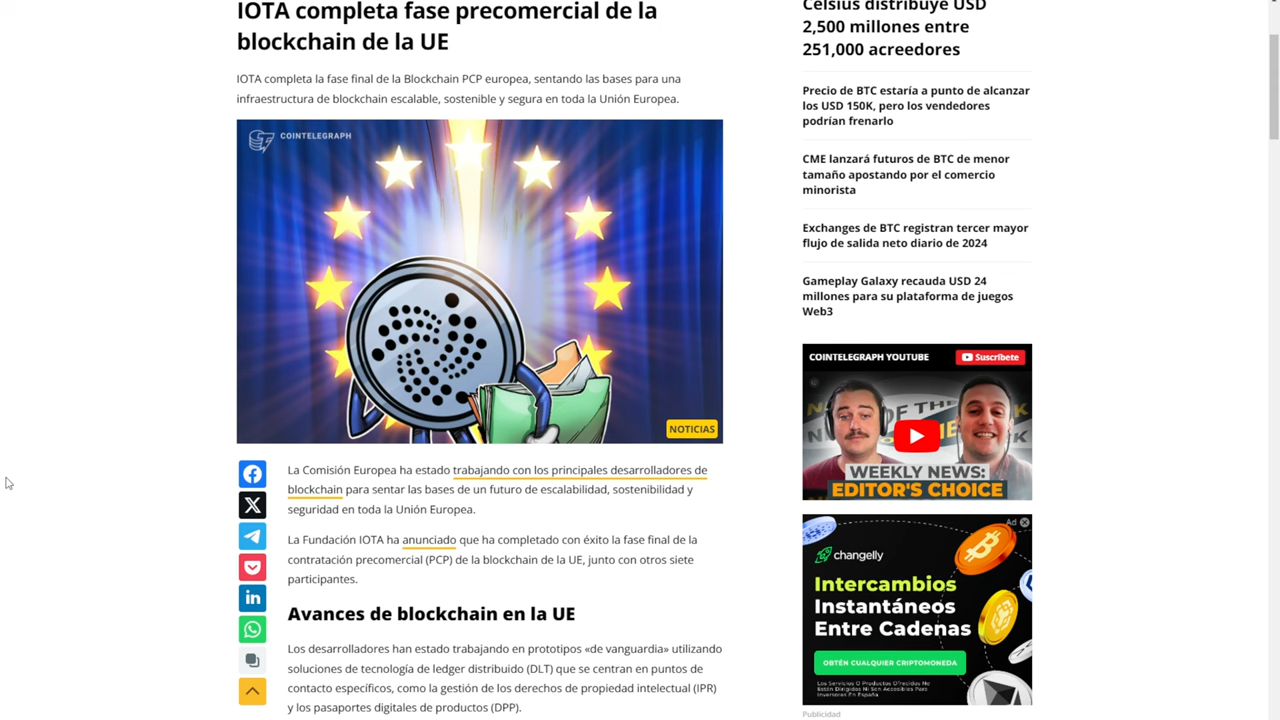 IOTA completa fase precomercial de la
blockchain de la UE
IOTA completa la fase final de la Blockchain PCP europea, sentando las bases para una
infraestructura de blockchain escalable, sostenible y segura en toda la Unión Europea.
COINTELEGRAPH
NOTICIAS
La Comisión Europea ha estado trabajando con los principales desarrolladores de
blockchain para sentar las bases de un futuro de escalabilidad, sostenibilidad y
seguridad en toda la Unión Europea.
La Fundación IOTA ha anunciado que ha completado con éxito la fase final de la
contratación precomercial (PCP) de la blockchain de la UE, junto con otros siete
participantes.
Avances de blockchain en la UE
Los desarrolladores han estado trabajando en prototipos «de vanguardia» utilizando
soluciones de tecnología de ledger distribuido (DLT) que se centran en puntos de
contacto específicos, como la gestión de los derechos de propiedad intelectual (IPR)
y los pasaportes digitales de productos (DPP).
Celsius distribuye USD
2,500 millones entre
251,000 acreedores
Precio de BTC estaría a punto de alcanzar
los USD 150K, pero los vendedores
podrían frenarlo
CME lanzará futuros de BTC de menor
tamaño apostando por el comercio
minorista
Exchanges de BTC registran tercer mayor
flujo de salida neto diario de 2024
Gameplay Galaxy recauda USD 24
millones para su plataforma de juegos
Web3
COINTELEGRAPH YOUTUBE
Suscríbete
OF THE
WEEKLY NEWS:
EDITOR'S CHOICE
Ad
changelly
Intercambios
Instantáneos
Entre Cadenas
OBTÉN CUALQUIER CRIPTOMONEDA
Los Servicios O Productos Ofrecidos No
Están Dirigidos Ni Son Accesibles Para
Inversores En España
Publicidad